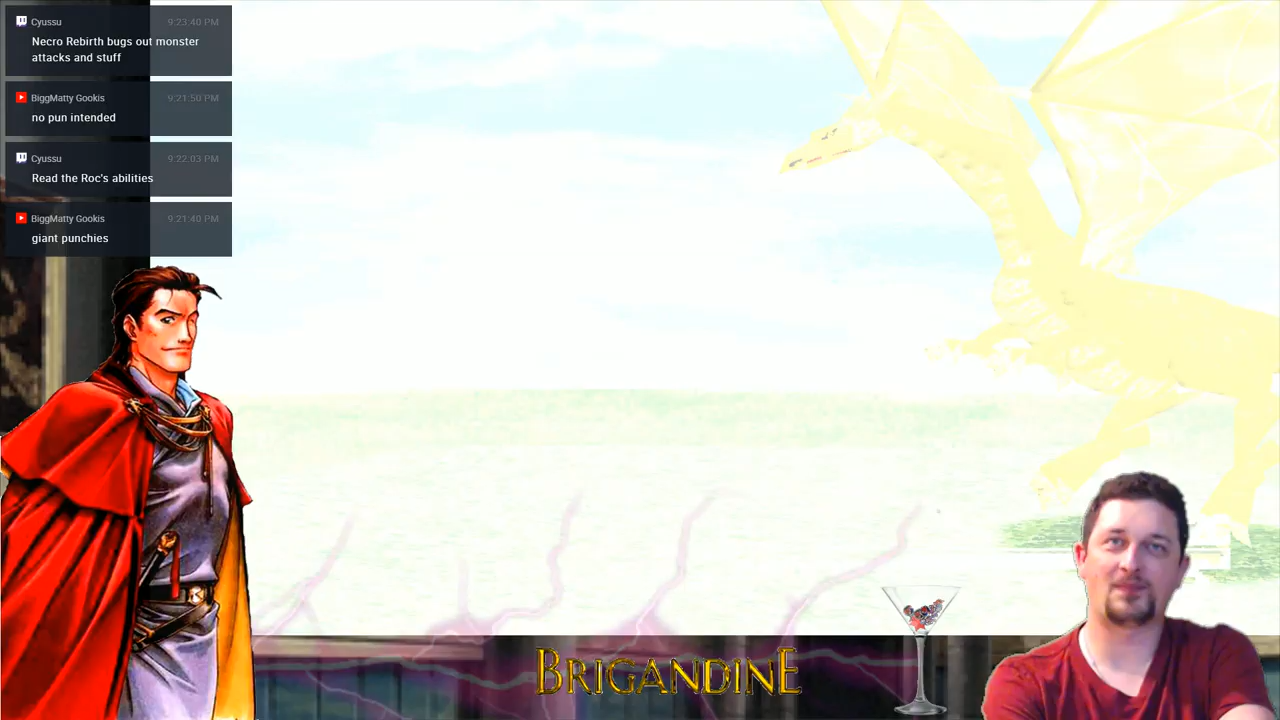 Cyussu 9:23:40 PM
Necro Rebirth bugs out monster
attacks and stuff
BiggMatty Gookis 9:21:50 PM
no pun intended
Cyussu 9:22:03 PM
Read the Roc's abilities
BiggMatty Gookis 9:21:40 PM
giant punchies
BRIGANDINE